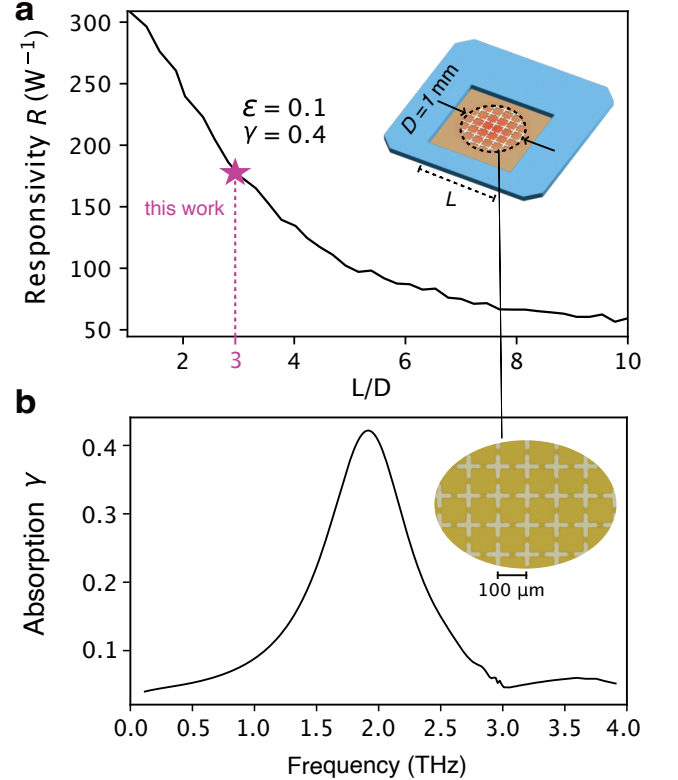 a
Responsivity R (W⁻¹)
300
250
200
150
100
50
ε = 0.1
γ = 0.4
this work
D = 1 mm
L
2
3
4
6
8
10
L/D
b
Absorption γ
0.4
0.3
0.2
0.1
100 μm
0.0 0.5 1.0 1.5 2.0 2.5 3.0 3.5 4.0
Frequency (THz)